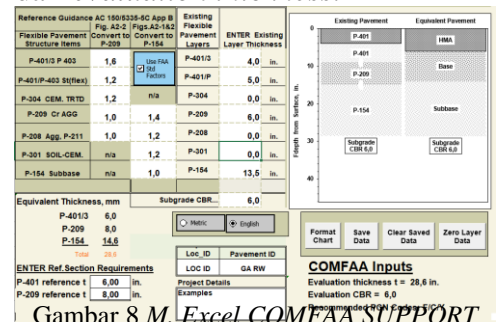 Reference Guidance AC 150/5335-5C App B
Existing Flexible Pavement Layers
ENTER Existing Layer Thickness
Flexible Pavement Structure Items
Fig. A2-2 Convert to P-209
Figs.A2-1&2 Convert to P-154
P-401/3 P 403 1,6 P-401/3 4,0 in.
Use FAA Std Factors
P-401/P-403 St(flex) 1,2 P-401/P 5,0 in.
P-304 CEM. TRTD 1,2 n/a P-304 0,0 in.
P-209 Cr AGG 1,0 1,4 P-209 6,0 in.
P-208 Agg, P-211 1,0 1,2 P-208 0,0 in.
P-301 SOIL-CEM. n/a 1,2 P-301 0,0 in.
P-154 Subbase n/a 1,0 P-154 13,5 in.
Equivalent Thickness, mm Subgrade CBR... 6,0
P-401/3 6,0
P-209 8,0
P-154 14,6
Total 28,6
Metric English
ENTER Ref.Section Requirements
P-401 reference t 6,00 in.
P-209 reference t 8,00 in.
Loc_ID Pavement ID
LOC ID GA RW
Project Details
Examples
Existing Pavement Equivalent Pavement
Fdepth from Surface, in.
0
10
20
30
40
P-401
P-401
P-209
P-154
Subgrade CBR 6,0
HMA
Base
Subbase
Subgrade CBR 6,0
Format Chart
Save Data
Clear Saved Data
Zero Layer Data
COMFAA Inputs
Evaluation thickness t = 28,6 in.
Evaluation CBR = 6,0
Recommended PGN Codes: F/C/Y
Gambar 8 M. Excel COMFAA SUPPORT